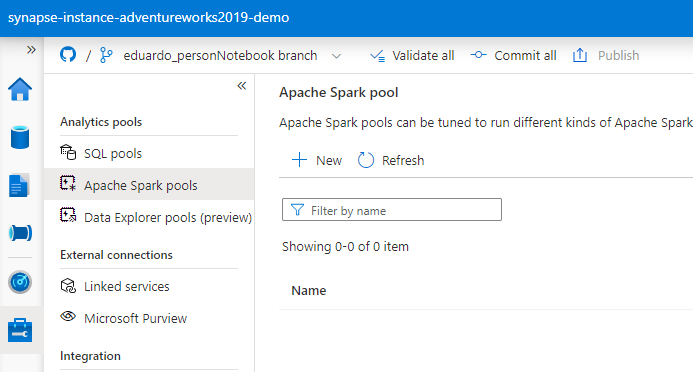 synapse-instance-adventureworks2019-demo
»
/ eduardo_personNotebook branch Validate all Commit all Publish
«
Analytics pools
SQL pools
Apache Spark pools
Data Explorer pools (preview)
External connections
Linked services
Microsoft Purview
Integration
Apache Spark pool
Apache Spark pools can be tuned to run different kinds of Apache Spark
New Refresh
Filter by name
Showing 0-0 of 0 item
Name